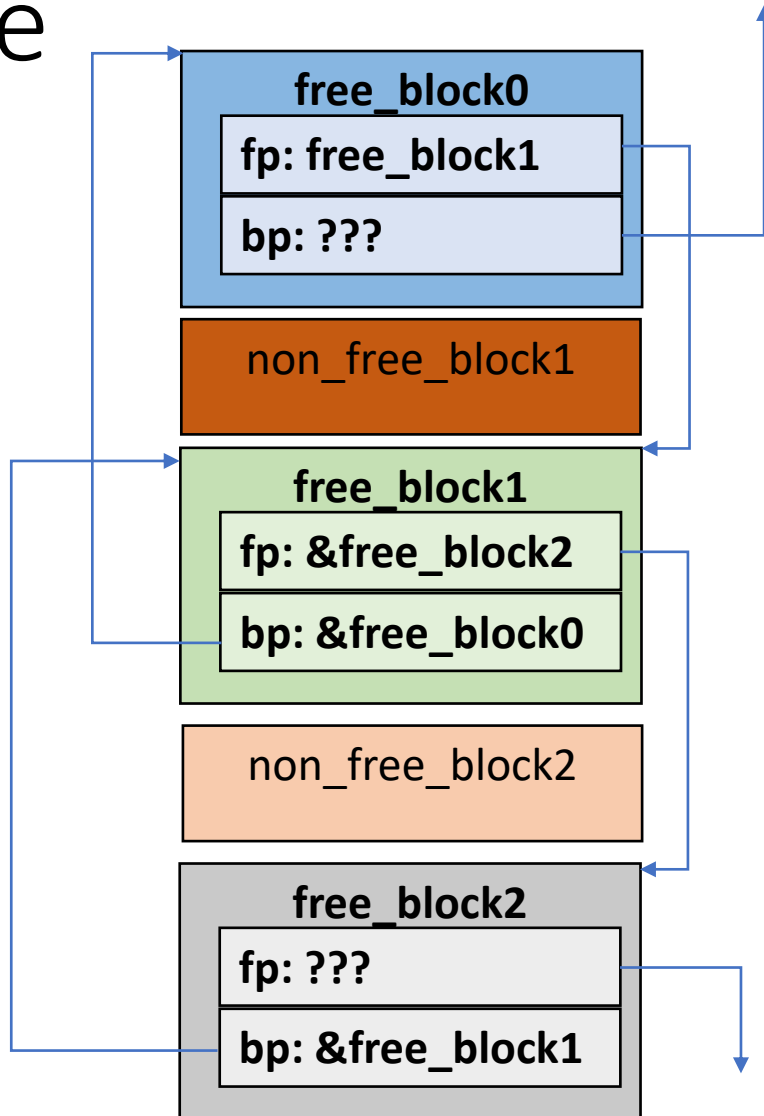 e
free_block0
fp: free_block1
bp: ???
non_free_block1
free_block1
fp: &free_block2
bp: &free_block0
non_free_block2
free_block2
fp: ???
bp: &free_block1